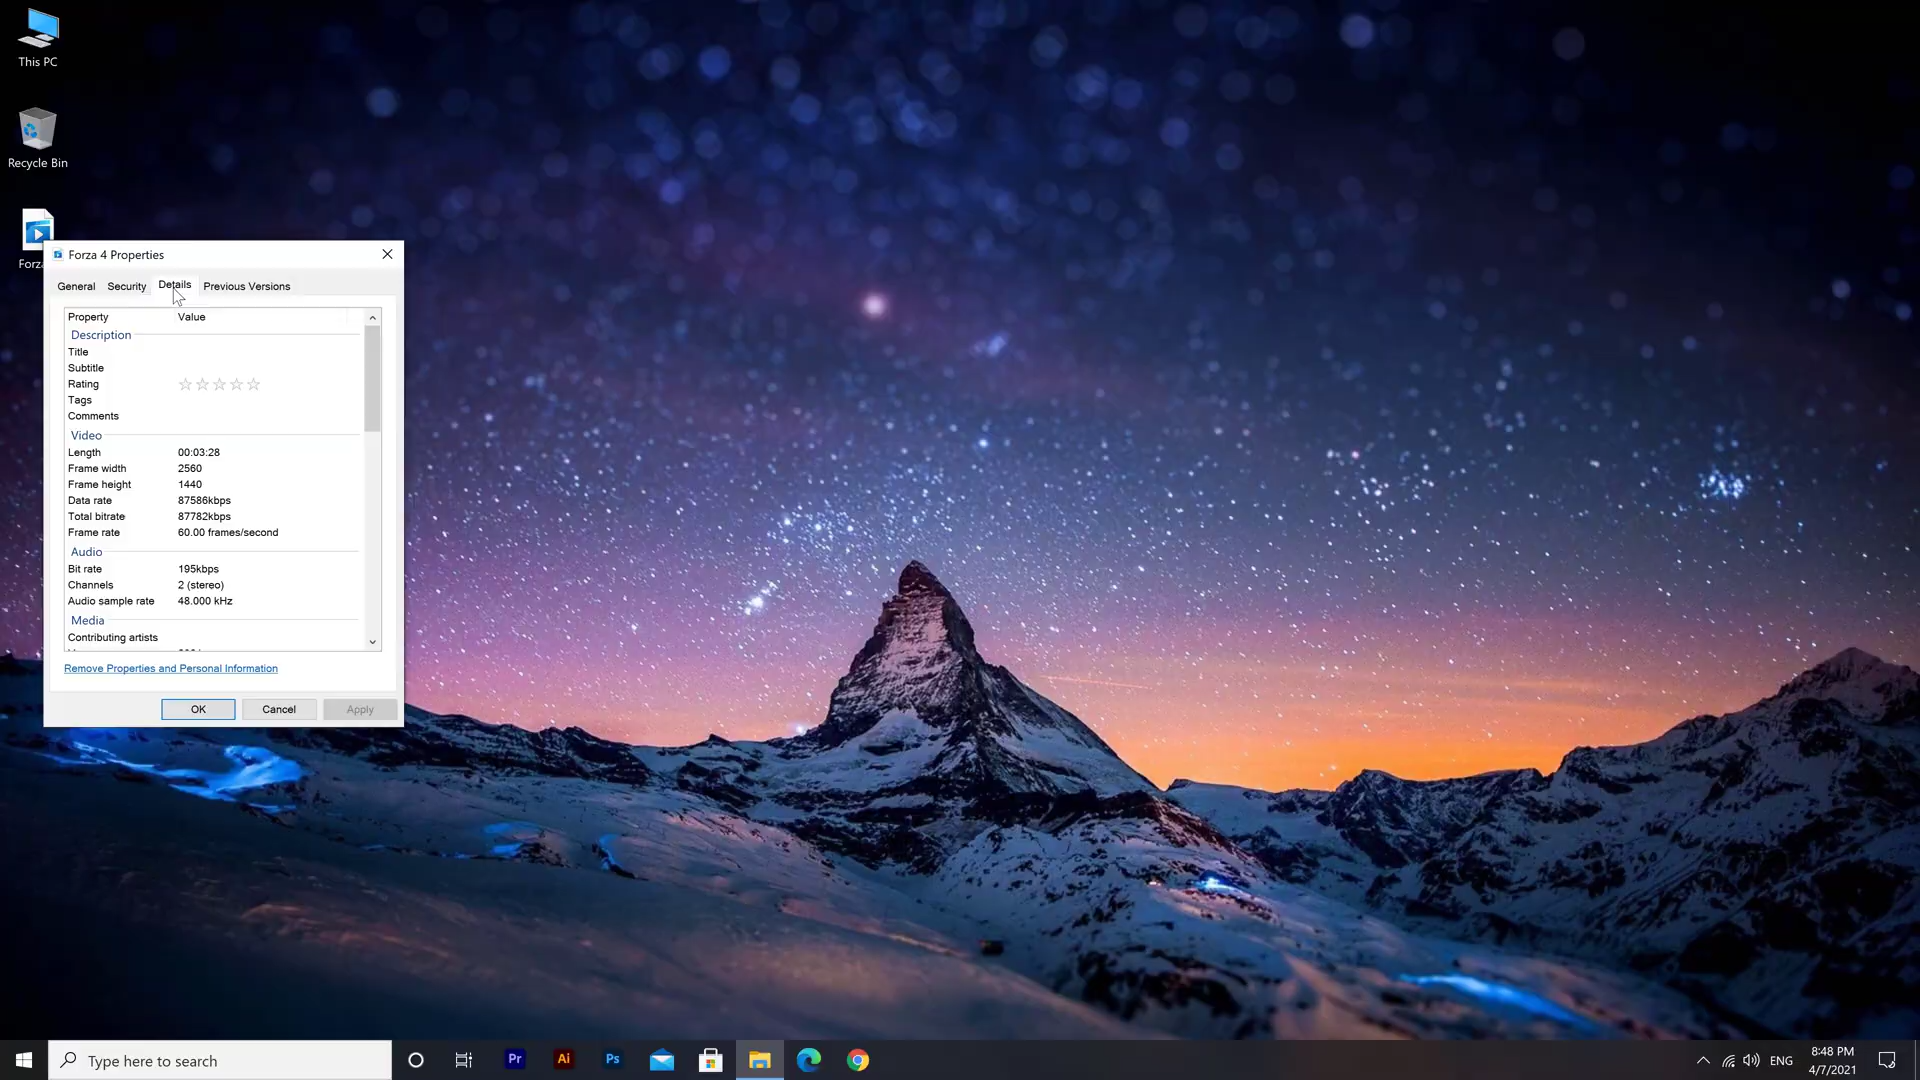 This PC
Recycle Bin
Forza
Forza 4 Properties
General
Security
Details
Previous Versions
Property Value
Description
Title
Subtitle
Rating
Tags
Comments
Video
Length 00:03:28
Frame width 2560
Frame height 1440
Data rate 87586kbps
Total bitrate 87782kbps
Frame rate 60.00 frames/second
Audio
Bit rate 195kbps
Channels 2 (stereo)
Audio sample rate 48.000 kHz
Media
Contributing artists
Remove Properties and Personal Information
OK
Cancel
Apply
Type here to search
Pr
Ai
Ps
ENG
8:48 PM
4/7/2021